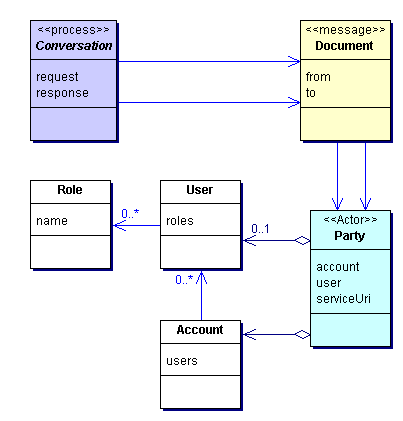 <<process>>
Conversation
request
response
<<message>>
Document
from
to
Role
name
0..*
User
roles
0..1
<<Actor>>
Party
account
user
serviceUri
0..*
Account
users